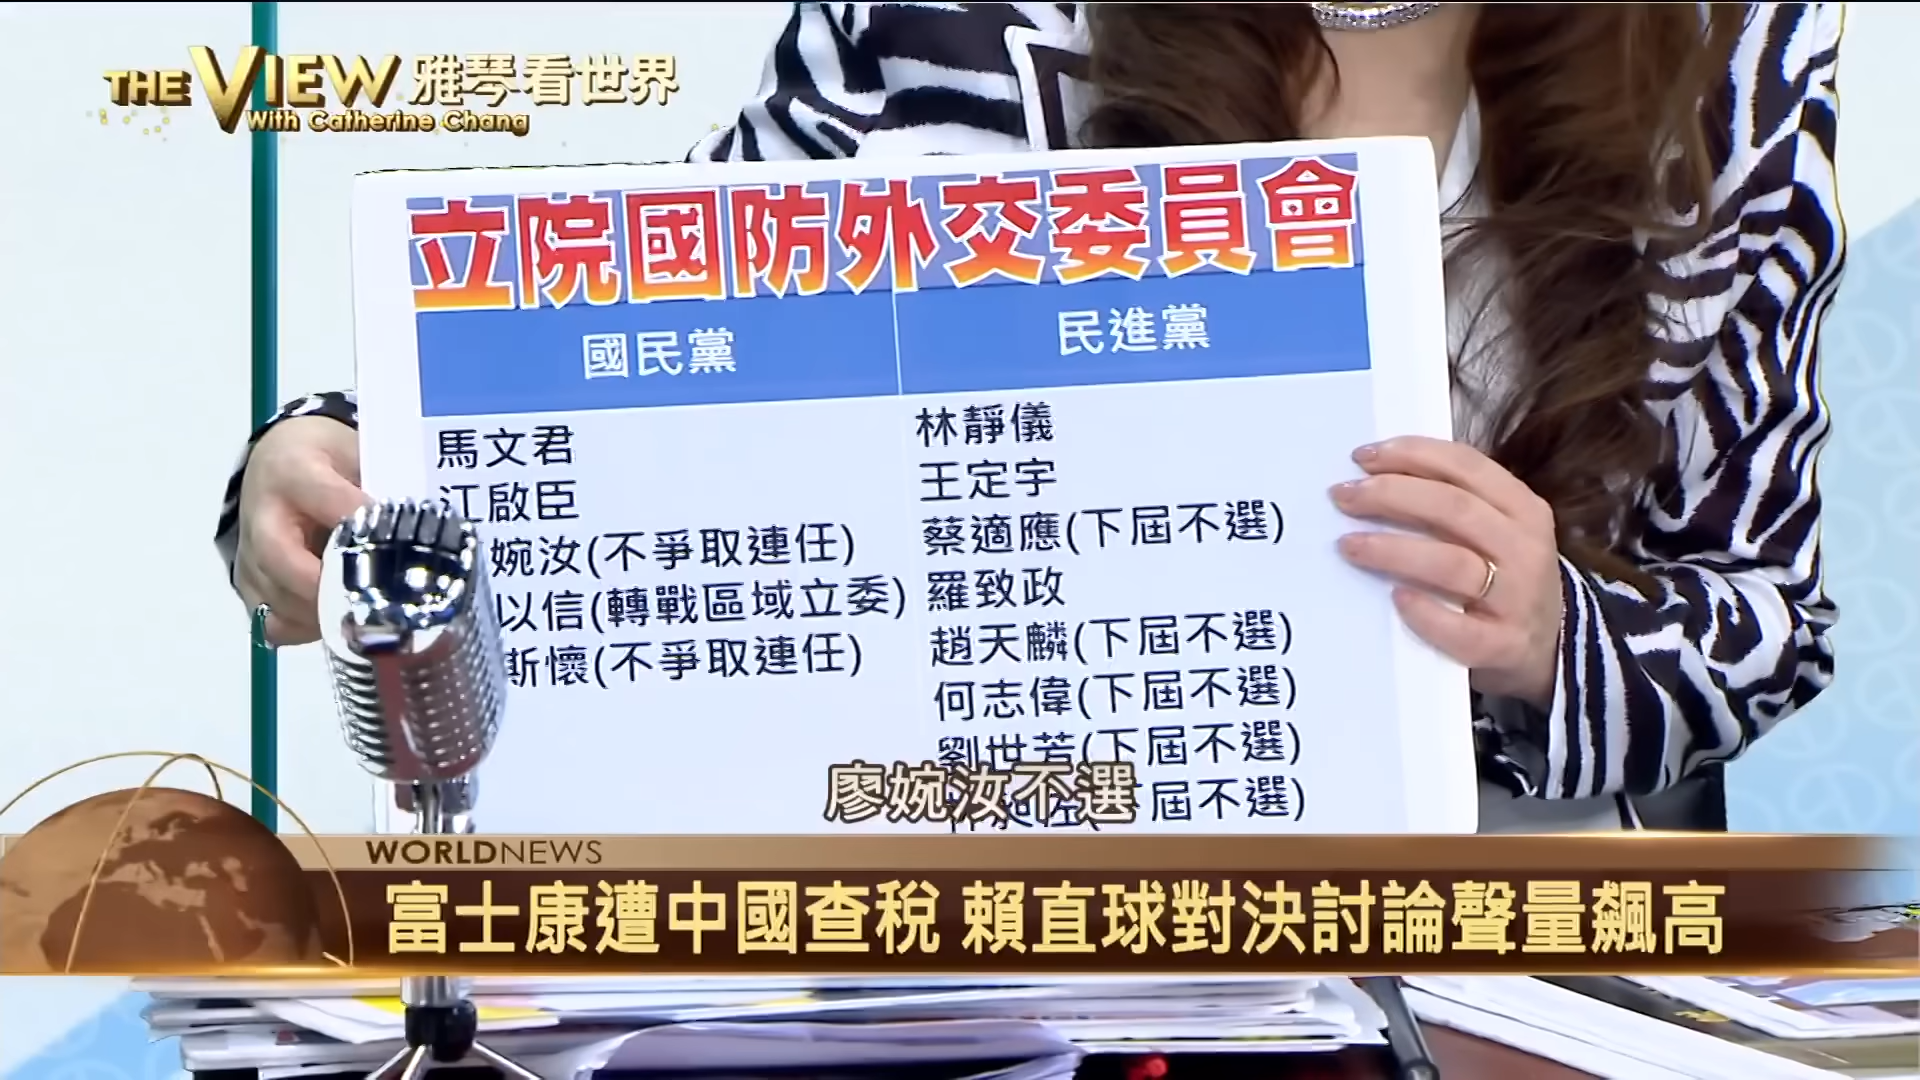 THE VIEW 雅琴看世界
With Catherine Chang
立院國防外交委員會
國民黨
民進黨
馬文君
江啟臣
婉汝(不爭取連任)
以信(轉戰區域立委)
斯懷(不爭取連任)
林靜儀
王定宇
蔡適應(下屆不選)
羅致政
趙天麟(下屆不選)
何志偉(下屆不選)
劉世芳(下屆不選)
下屆不選)
廖婉汝不選
WORLDNEWS
富士康遭中國查稅 賴直球對決討論聲量飆高